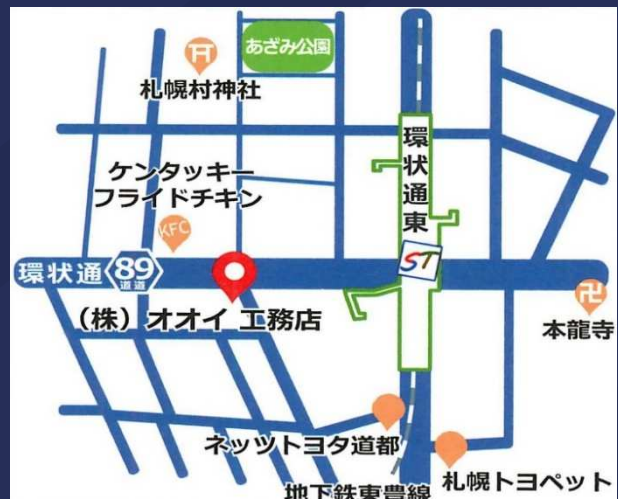 あざみ公園
札幌村神社
環状通東
ケンタッキー
フライドチキン
KFC
ST
環状通
89
道道
(株)オオイ 工務店
本龍寺
ネッツトヨタ道都
札幌トヨペット
地下鉄東豊線